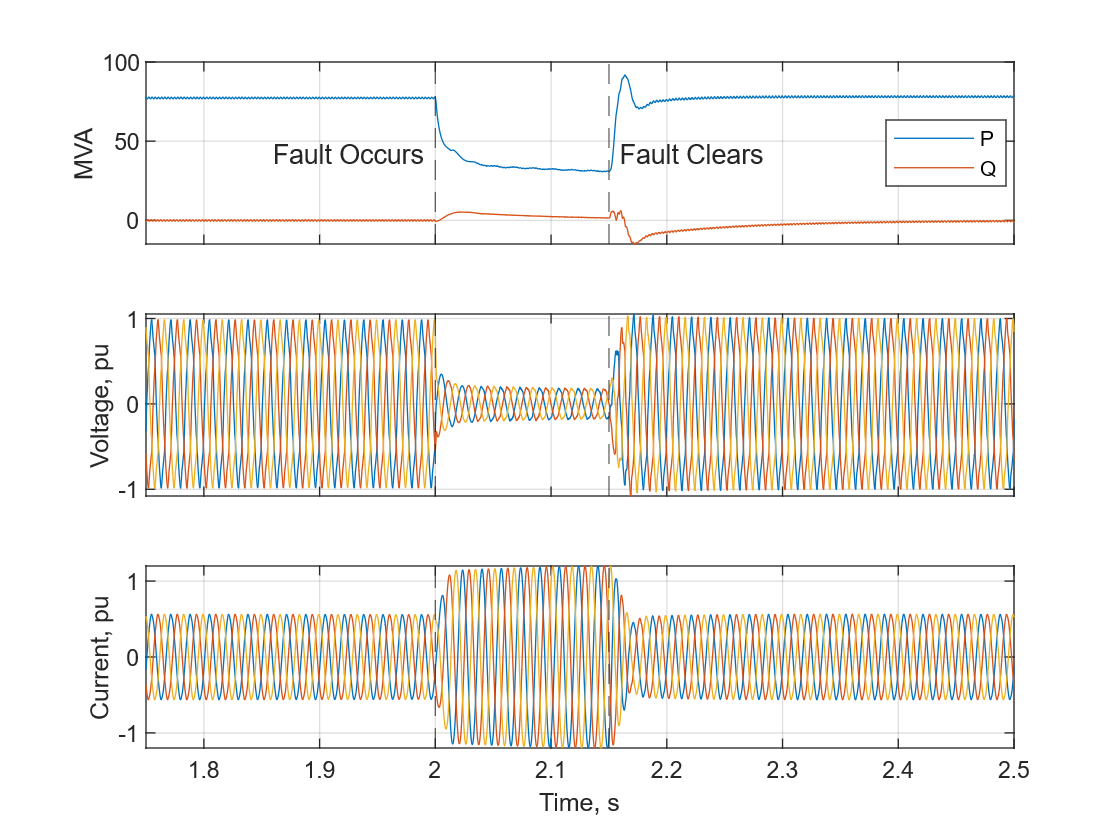 100
50
0
MVA
Fault Occurs
Fault Clears
P
Q
1
0
-1
Voltage, pu
1
0
-1
Current, pu
1.8
1.9
2
2.1
2.2
2.3
2.4
2.5
Time, s